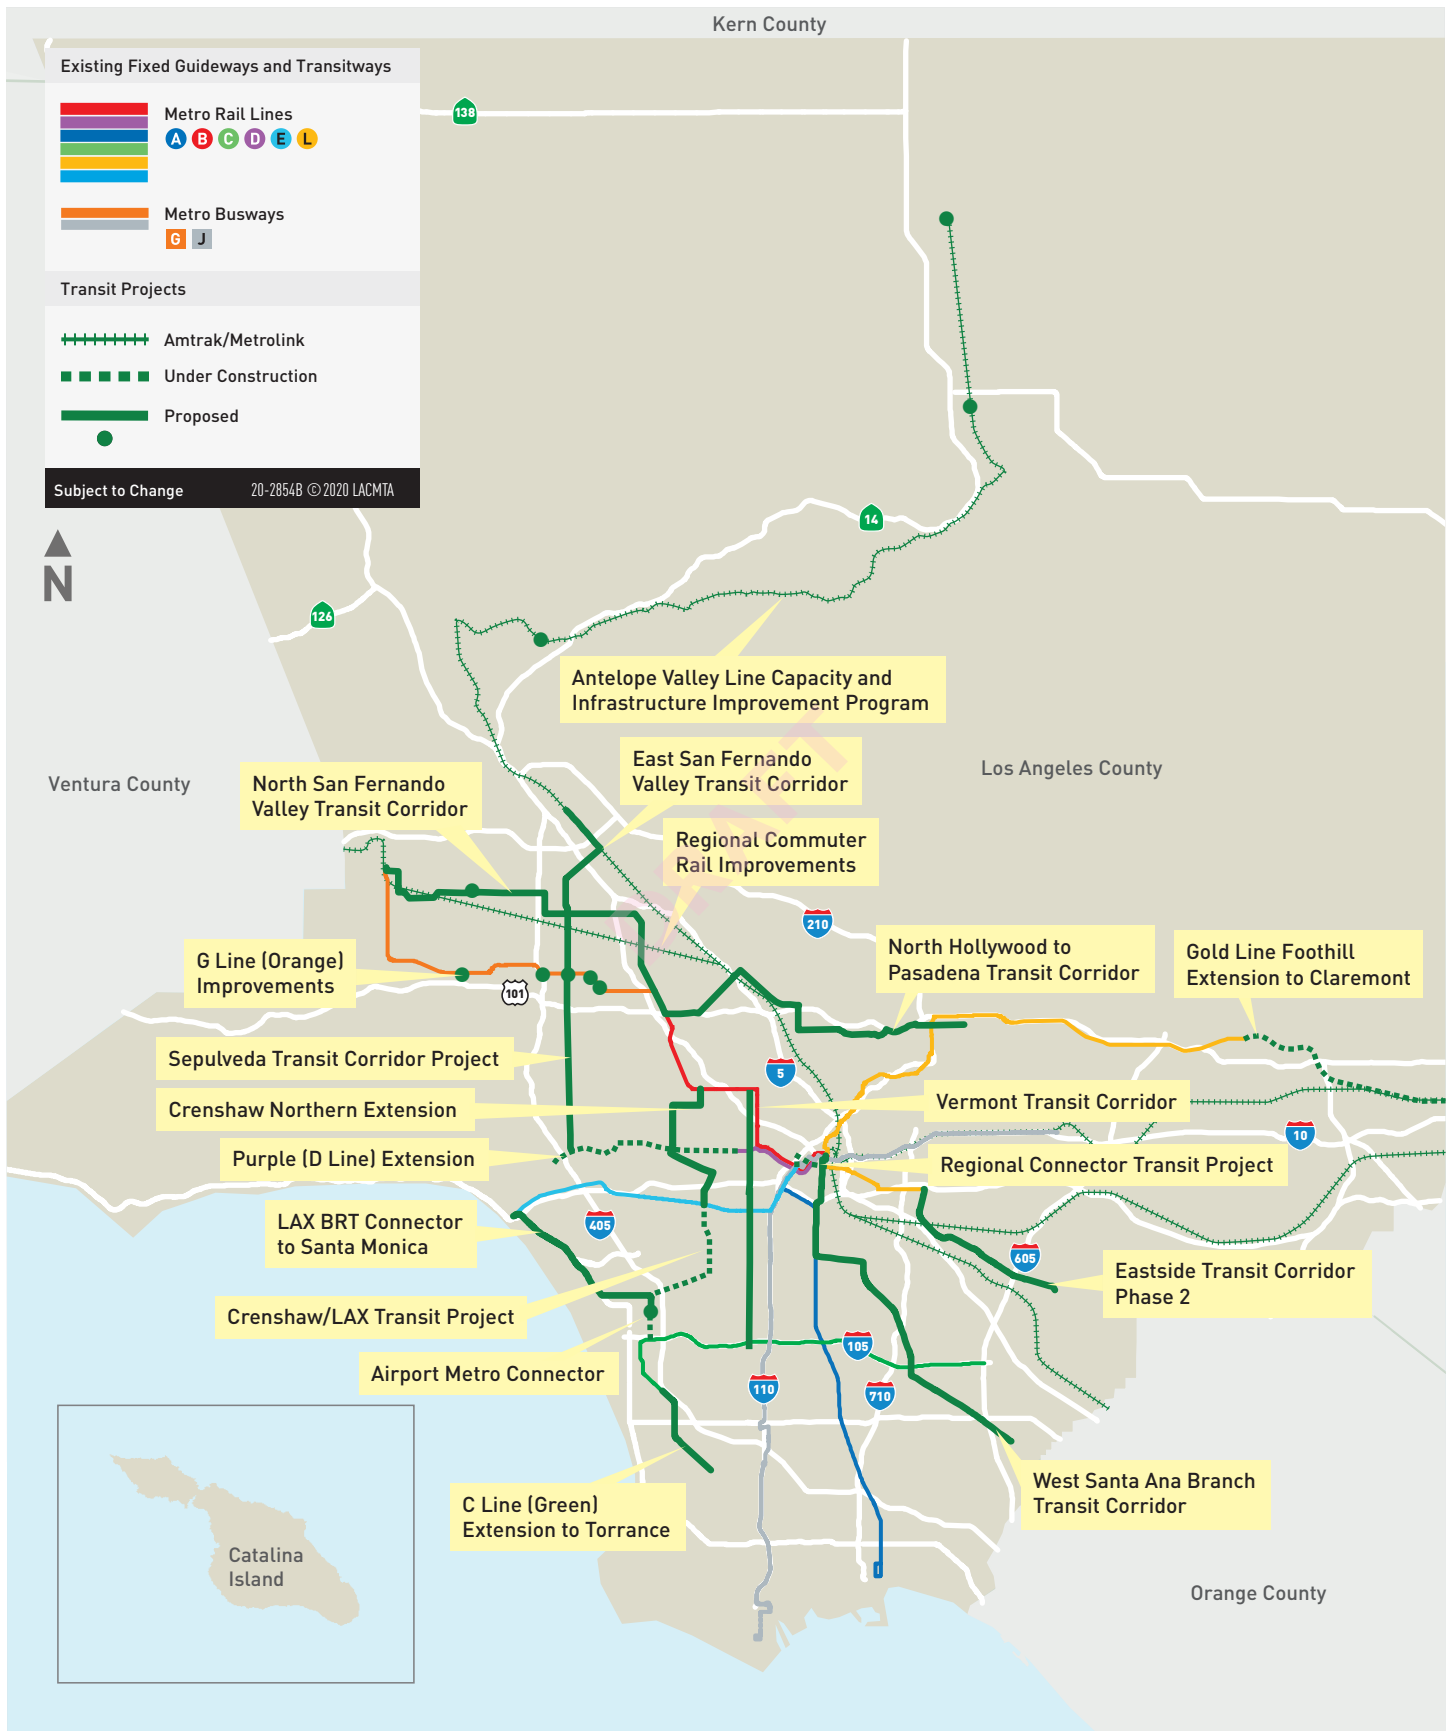 Kern County
Existing Fixed Guideways and Transitways
Metro Rail Lines
A B C D E L
Metro Busways
G J
Transit Projects
Amtrak/Metrolink
Under Construction
Proposed
Subject to Change 20-2854B ©2020 LACMTA
N
138
14
126
Antelope Valley Line Capacity and
Infrastructure Improvement Program
DRAFT
Ventura County
Los Angeles County
North San Fernando
Valley Transit Corridor
East San Fernando
Valley Transit Corridor
Regional Commuter
Rail Improvements
210
North Hollywood to
Pasadena Transit Corridor
Gold Line Foothill
Extension to Claremont
G Line (Orange)
Improvements
101
Sepulveda Transit Corridor Project
5
Crenshaw Northern Extension
Vermont Transit Corridor
10
Purple (D Line) Extension
Regional Connector Transit Project
LAX BRT Connector
to Santa Monica
405
605
Eastside Transit Corridor
Phase 2
Crenshaw/LAX Transit Project
105
Airport Metro Connector
110
710
C Line (Green)
Extension to Torrance
West Santa Ana Branch
Transit Corridor
Catalina
Island
Orange County